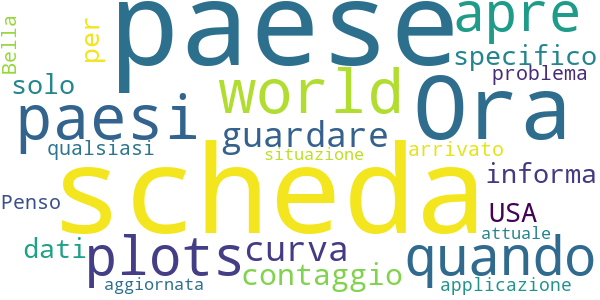 paese
apre
Bella
per
specifico
problema
solo
world
Ora
paesi
guardare
qualsiasi
situazione
arrivato
scheda
informa
Penso
USA
dati
plots
curva
quando
attuale
contagio
aggiornata
applicazione